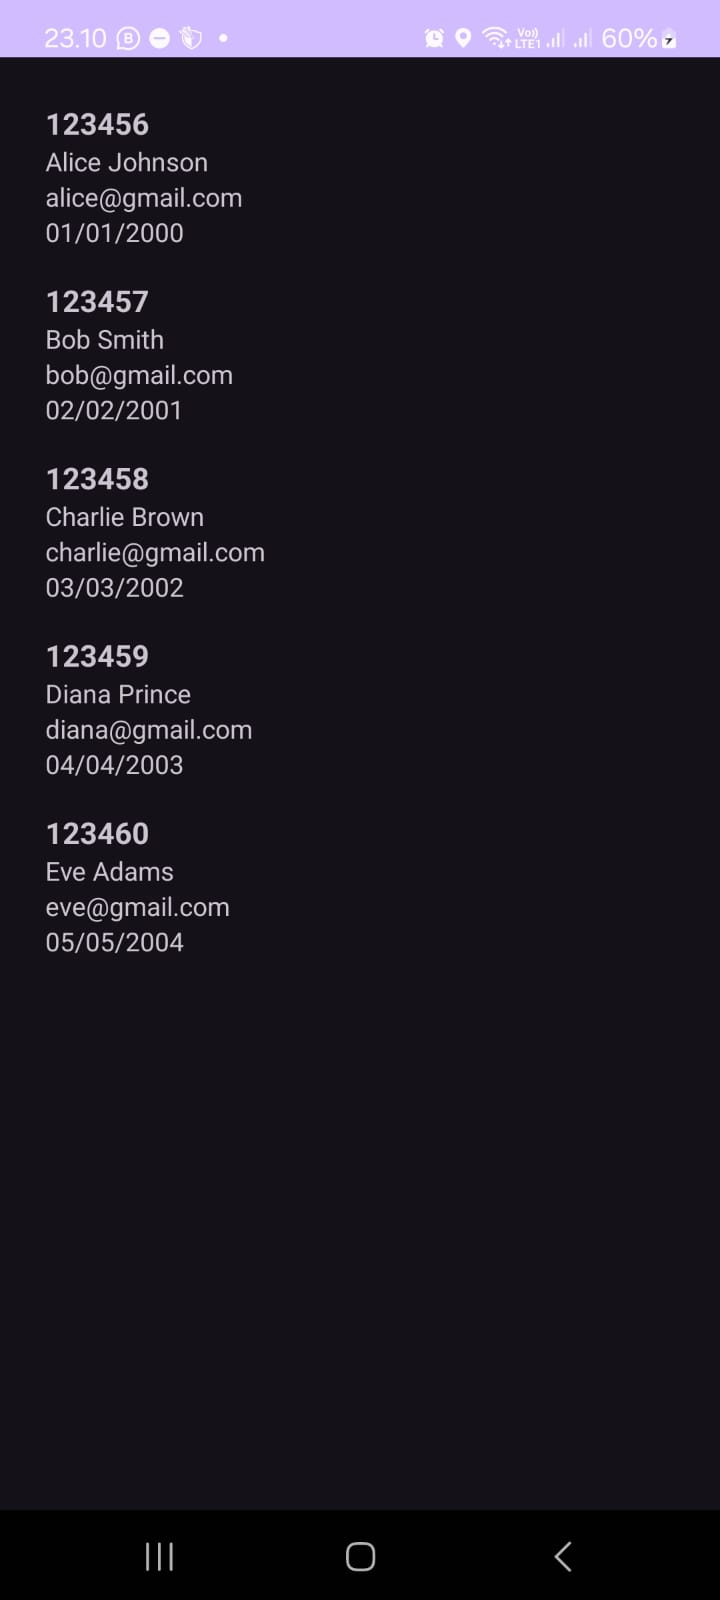 23.10
Vo))
LTE1
60%
123456
Alice Johnson
alice@gmail.com
01/01/2000
123457
Bob Smith
bob@gmail.com
02/02/2001
123458
Charlie Brown
charlie@gmail.com
03/03/2002
123459
Diana Prince
diana@gmail.com
04/04/2003
123460
Eve Adams
eve@gmail.com
05/05/2004